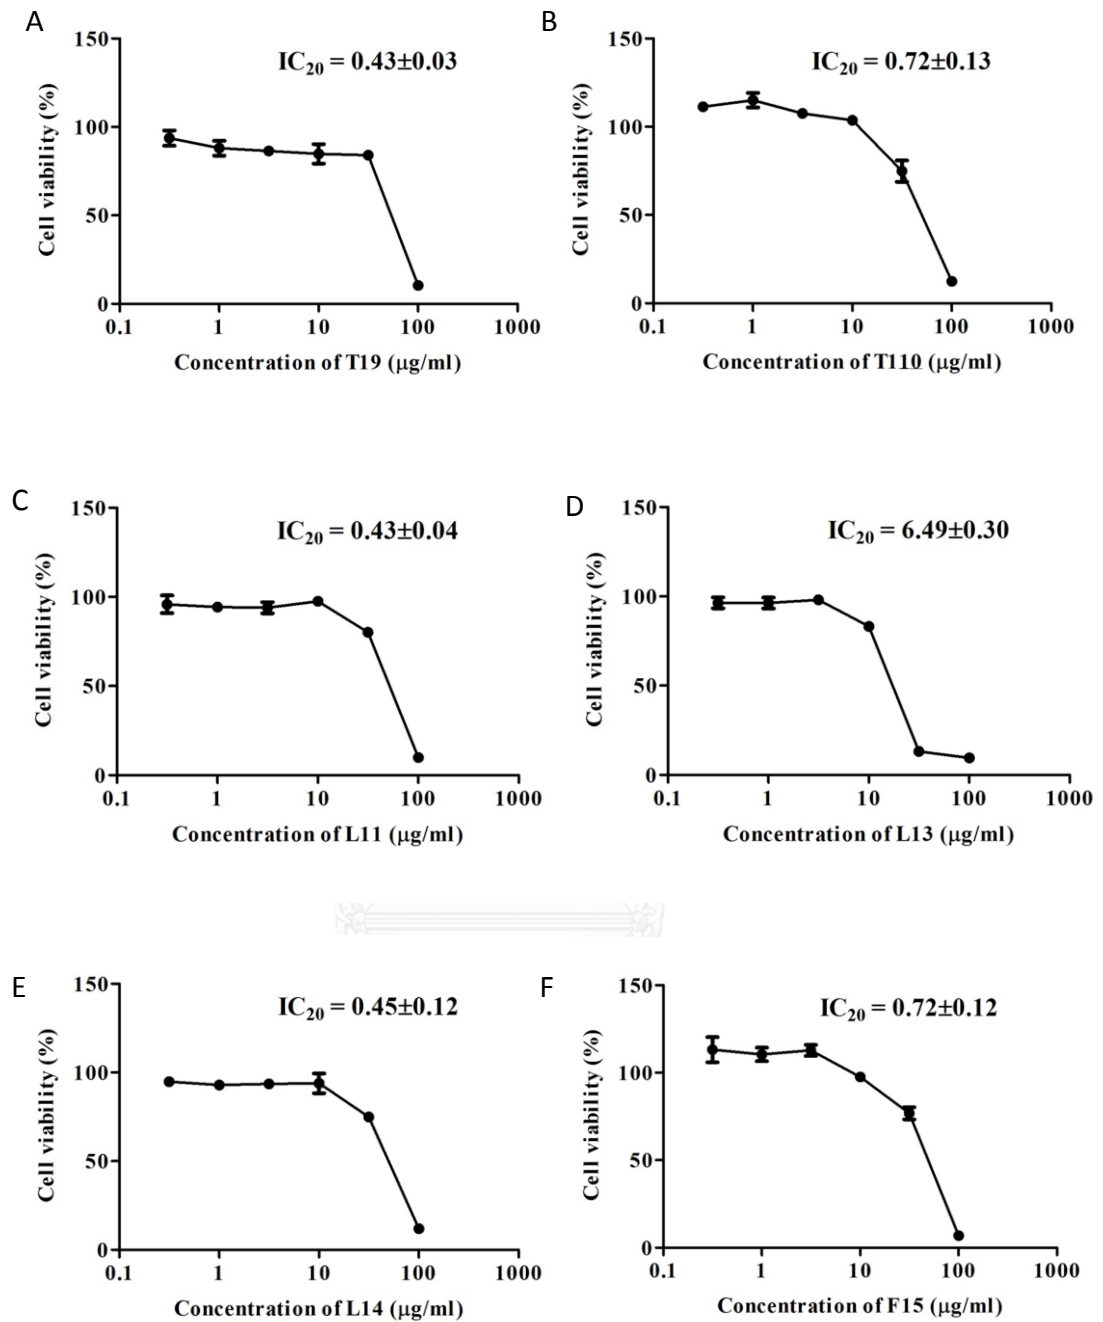 A
IC20 = 0.43±0.03
Cell viability (%)
150
100
50
0
0.1 1 10 100 1000
Concentration of T19 (µg/ml)
B
IC20 = 0.72±0.13
Cell viability (%)
150
100
50
0
0.1 1 10 100 1000
Concentration of T110 (µg/ml)
C
IC20 = 0.43±0.04
Cell viability (%)
150
100
50
0
0.1 1 10 100 1000
Concentration of L11 (µg/ml)
D
IC20 = 6.49±0.30
Cell viability (%)
150
100
50
0
0.1 1 10 100 1000
Concentration of L13 (µg/ml)
E
IC20 = 0.45±0.12
Cell viability (%)
150
100
50
0
0.1 1 10 100 1000
Concentration of L14 (µg/ml)
F
IC20 = 0.72±0.12
Cell viability (%)
150
100
50
0
0.1 1 10 100 1000
Concentration of F15 (µg/ml)